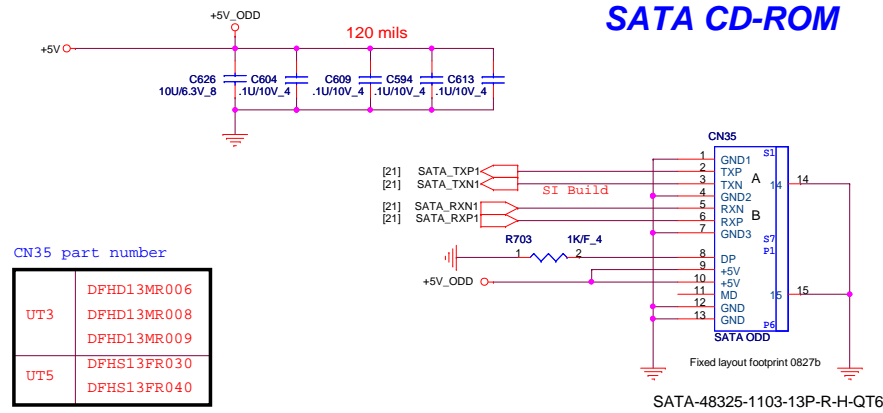 SATA CD-ROM
+5V_ODD
+5V
120 mils
C626
10U/6.3V_8
C604
.1U/10V_4
C609
.1U/10V_4
C594
.1U/10V_4
C613
.1U/10V_4
CN35
[21] SATA_TXP1
[21] SATA_TXN1
SI Build
[21] SATA_RXN1
[21] SATA_RXP1
1 GND1 S1
2 TXP
3 TXN A 14 14
4 GND2
5 RXN B
6 RXP
7 GND3 S7
P1
R703 1K/F_4
1 2
+5V_ODD
8 DP
9 +5V
10 +5V
11 MD 15 15
12 GND
13 GND P6
SATA ODD
Fixed layout footprint 0827b
SATA-48325-1103-13P-R-H-QT6
CN35 part number
UT3
DFHD13MR006
DFHD13MR008
DFHD13MR009
UT5
DFHS13FR030
DFHS13FR040